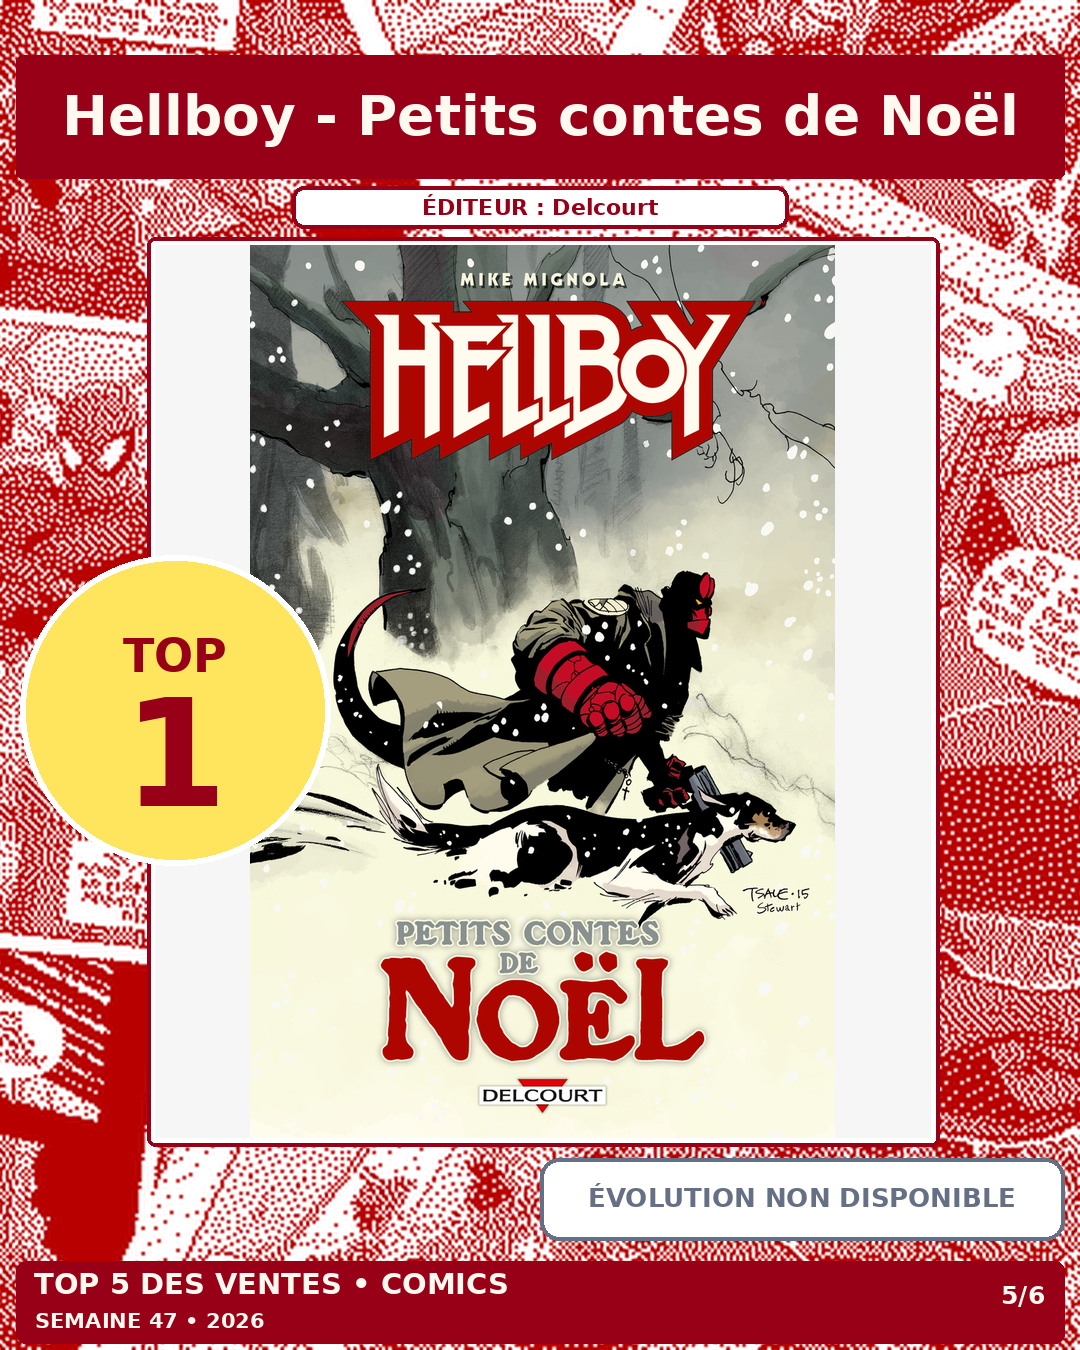 Hellboy - Petits contes de Noël
ÉDITEUR : Delcourt
MIKE MIGNOLA
HELLBOY
TOP
1
TSALE·15
Stewart
PETITS CONTES
DE
NOËL
DELCOURT
ÉVOLUTION NON DISPONIBLE
TOP 5 DES VENTES • COMICS
5/6
SEMAINE 47 • 2026